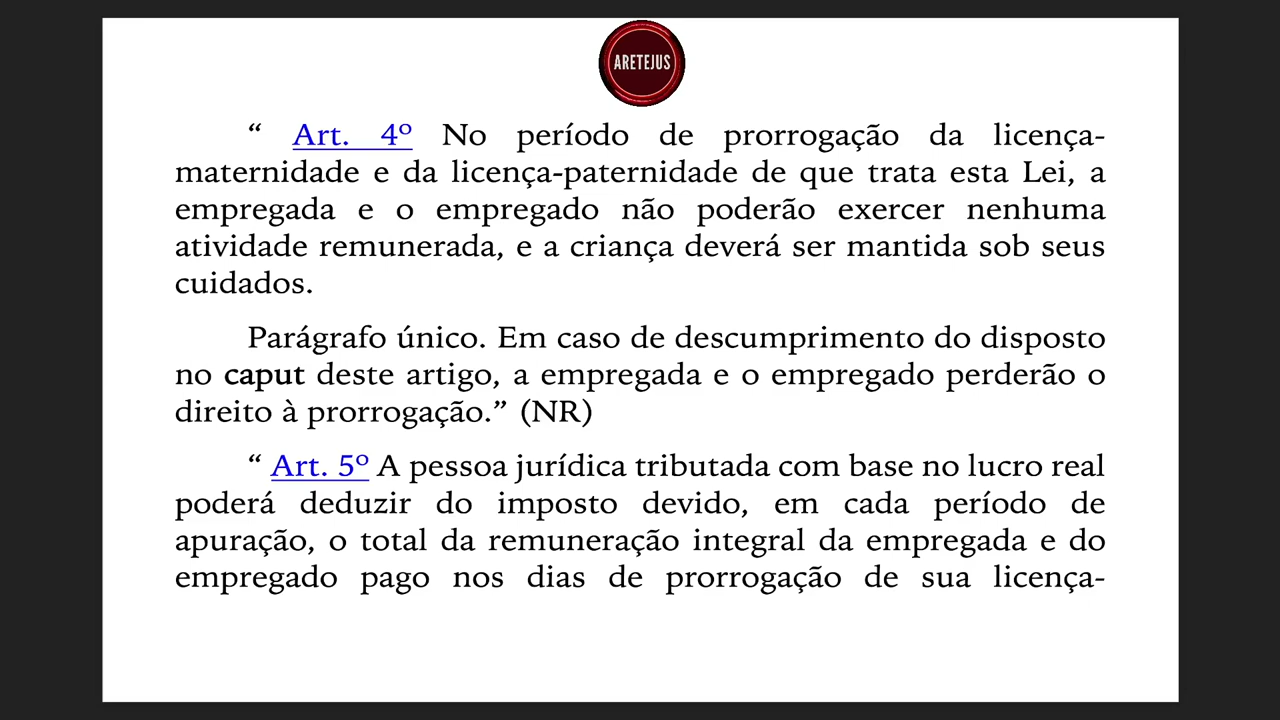 ARETEJUS
“ Art. 4º No período de prorrogação da licença-
maternidade e da licença-paternidade de que trata esta Lei, a
empregada e o empregado não poderão exercer nenhuma
atividade remunerada, e a criança deverá ser mantida sob seus
cuidados.
Parágrafo único. Em caso de descumprimento do disposto
no caput deste artigo, a empregada e o empregado perderão o
direito à prorrogação.” (NR)
“ Art. 5º A pessoa jurídica tributada com base no lucro real
poderá deduzir do imposto devido, em cada período de
apuração, o total da remuneração integral da empregada e do
empregado pago nos dias de prorrogação de sua licença-